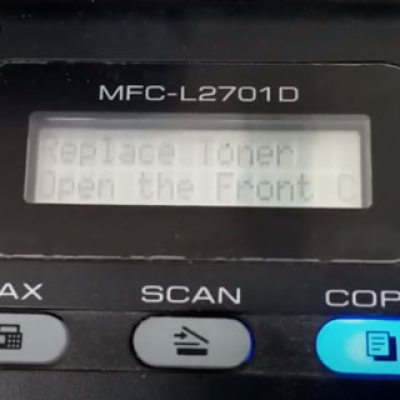 MFC-L2701D
Replace Toner
Open the Front C
AX
SCAN
COP